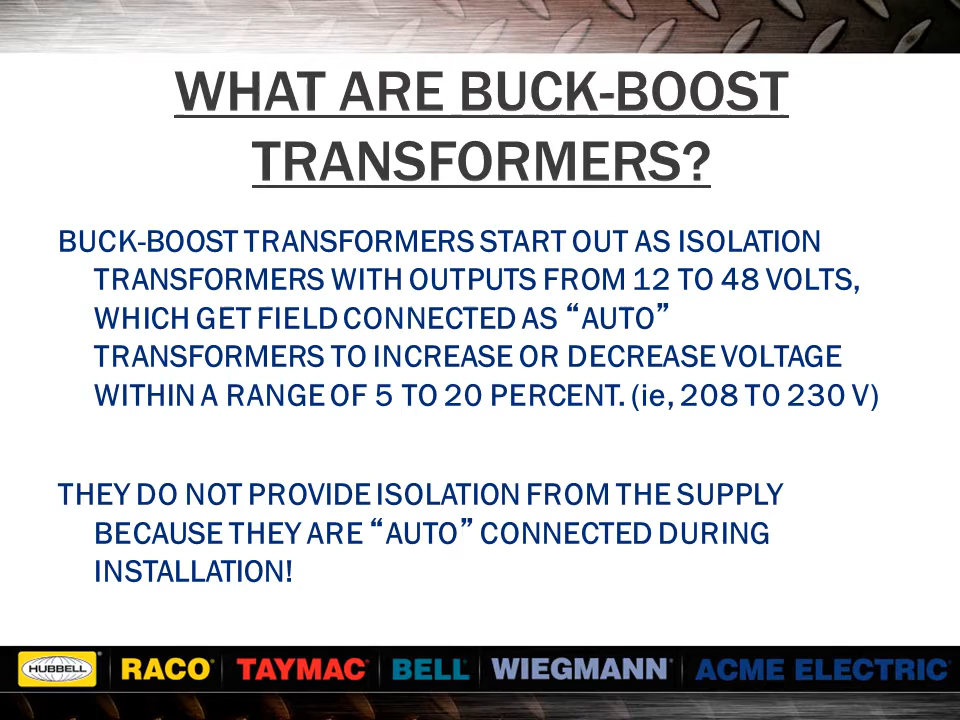 WHAT ARE BUCK-BOOST
TRANSFORMERS?
BUCK-BOOST TRANSFORMERS START OUT AS ISOLATION
TRANSFORMERS WITH OUTPUTS FROM 12 TO 48 VOLTS,
WHICH GET FIELD CONNECTED AS “AUTO”
TRANSFORMERS TO INCREASE OR DECREASE VOLTAGE
WITHIN A RANGE OF 5 TO 20 PERCENT. (ie, 208 TO 230 V)
THEY DO NOT PROVIDE ISOLATION FROM THE SUPPLY
BECAUSE THEY ARE “AUTO” CONNECTED DURING
INSTALLATION!
HUBBELL® RACO® TAYMAC® BELL® WIEGMANN® ACME ELECTRIC®